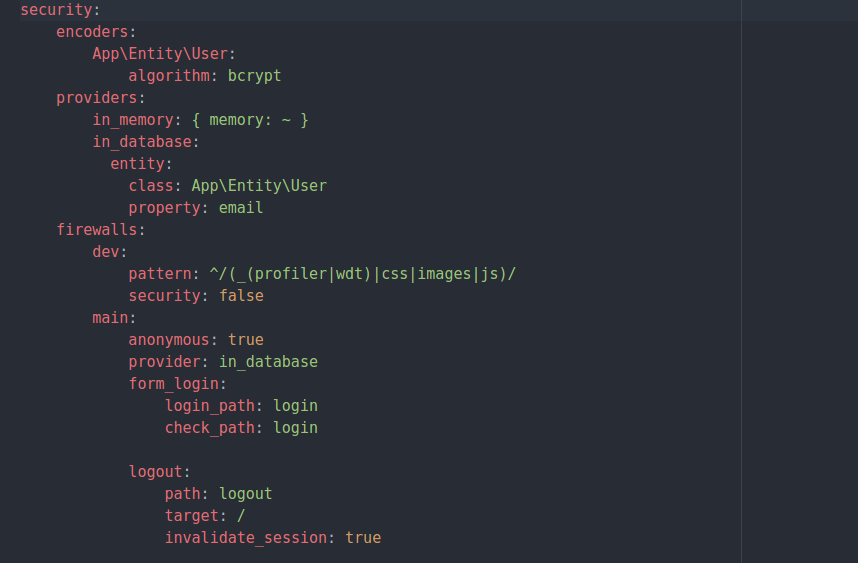 security:
    encoders:
        App\Entity\User:
            algorithm: bcrypt
    providers:
        in_memory: { memory: ~ }
        in_database:
          entity:
            class: App\Entity\User
            property: email
    firewalls:
        dev:
            pattern: ^/(_(profiler|wdt)|css|images|js)/
            security: false
        main:
            anonymous: true
            provider: in_database
            form_login:
                login_path: login
                check_path: login

            logout:
                path: logout
                target: /
                invalidate_session: true